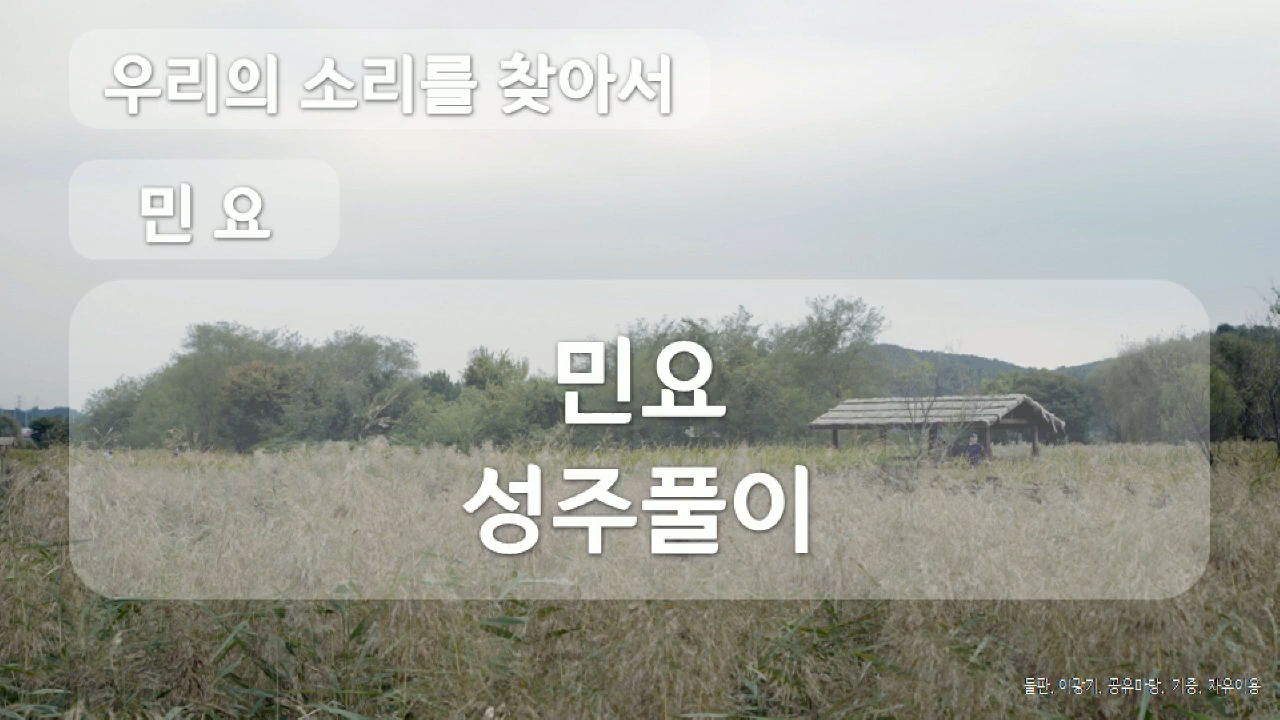 우리의 소리를 찾아서
민 요
민요
성주풀이
들판, 이광기, 공유마당, 기증, 자유이용